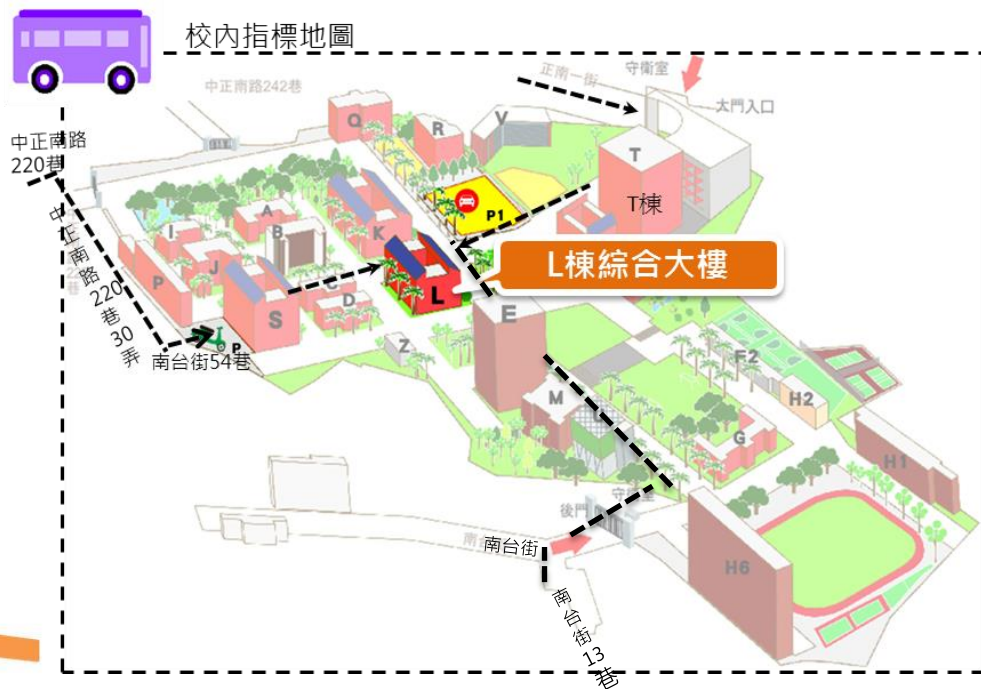 校內指標地圖
中正南路242巷
正南一街
守衛室
大門入口
中正南路
220巷
中正南路220巷30弄
Q
R
V
T
T棟
P1
A
B
I
J
K
C
D
P
S
L
L棟綜合大樓
E
Z
P
南台街54巷
F2
H2
M
G
H1
守衛室
後門
南台街
H6
南台街13巷